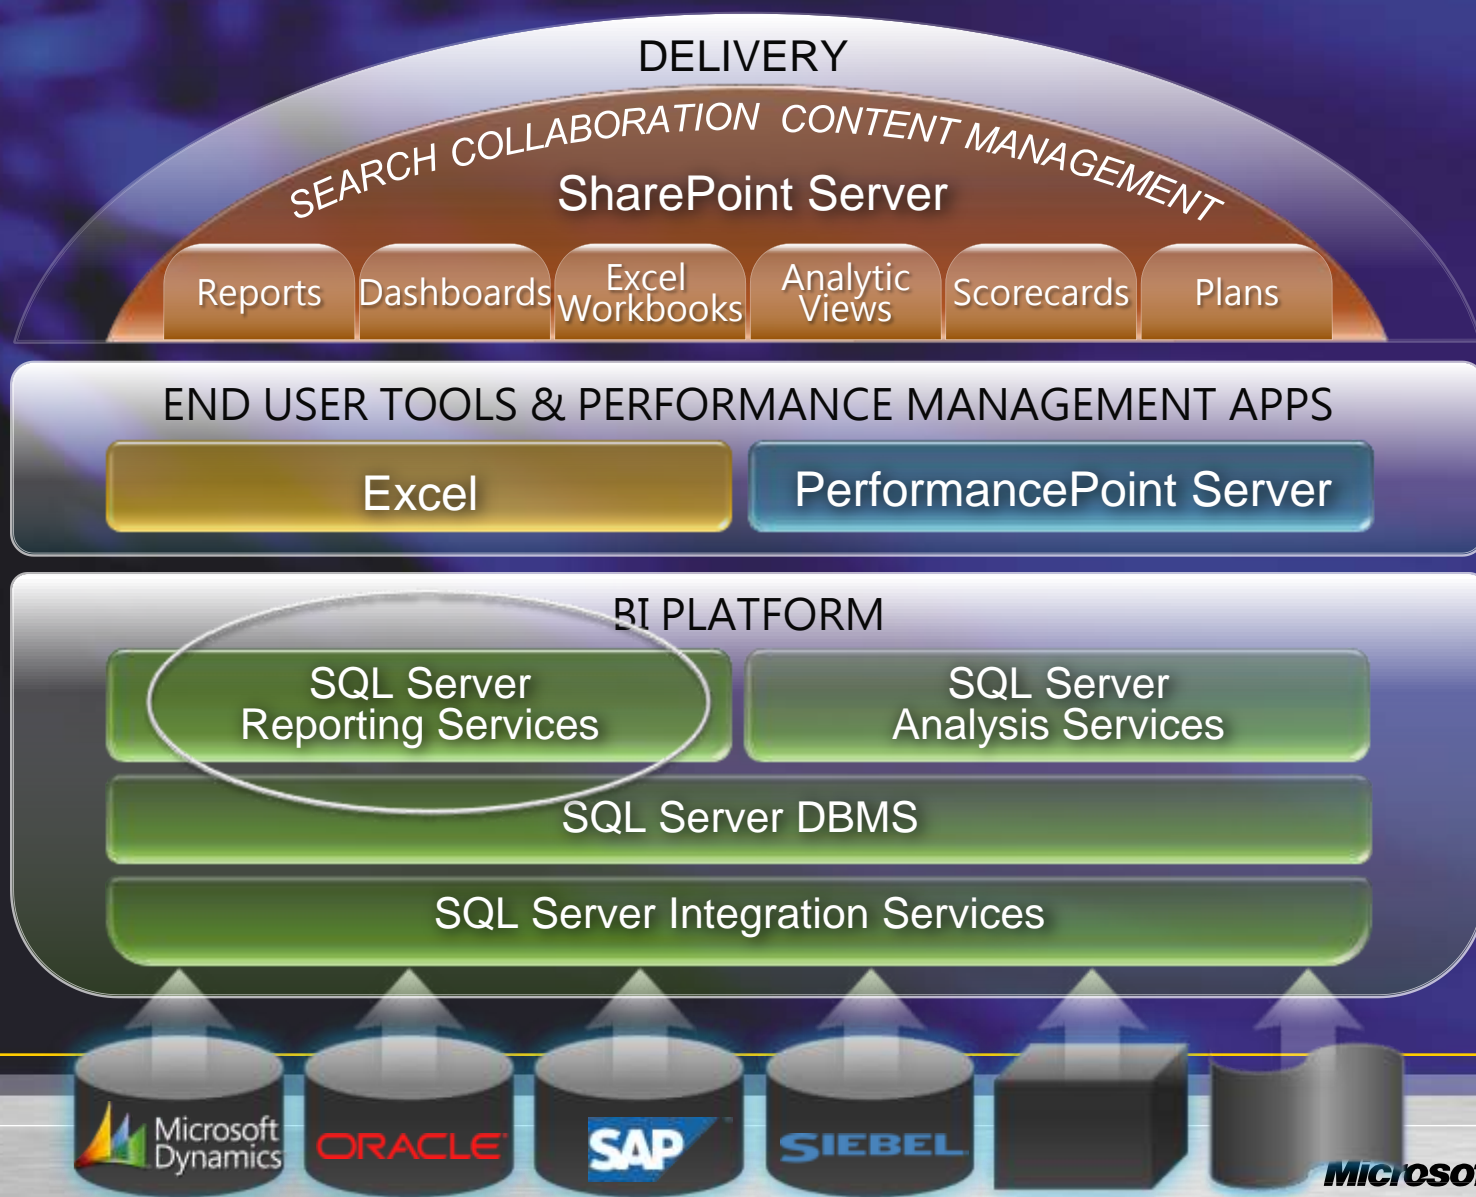 DELIVERY
SEARCH COLLABORATION CONTENT MANAGEMENT
SharePoint Server
Reports
Dashboards
Excel
Workbooks
Analytic
Views
Scorecards
Plans
END USER TOOLS & PERFORMANCE MANAGEMENT APPS
Excel
PerformancePoint Server
BI PLATFORM
SQL Server
Reporting Services
SQL Server
Analysis Services
SQL Server DBMS
SQL Server Integration Services
Microsoft
Dynamics
ORACLE
SAP
SIEBEL
Microsof